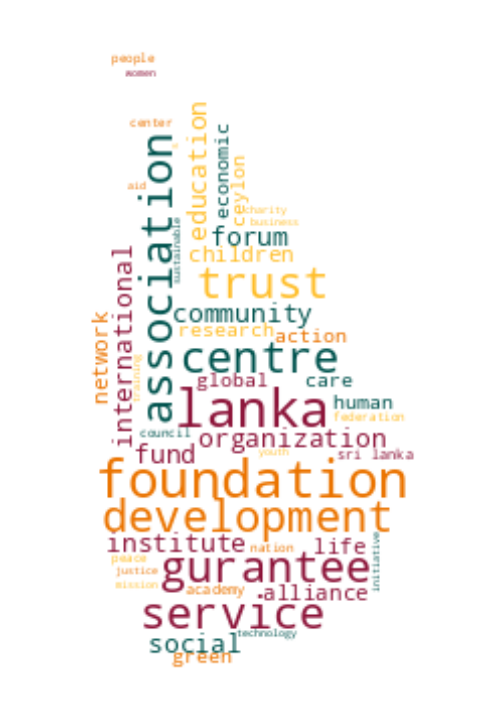 people
women
center
association
education
economic
s
aid
ceylon
charity
business
sustainable
forum
children
international
trust
community
network
research
action
centre
training
global
care
lanka
human
federation
council
organization
fund
youth
sri lanka
foundation
development
institute
nation
life
initiative
peace
gurantee
justice
mission
academy
alliance
service
technology
social
green